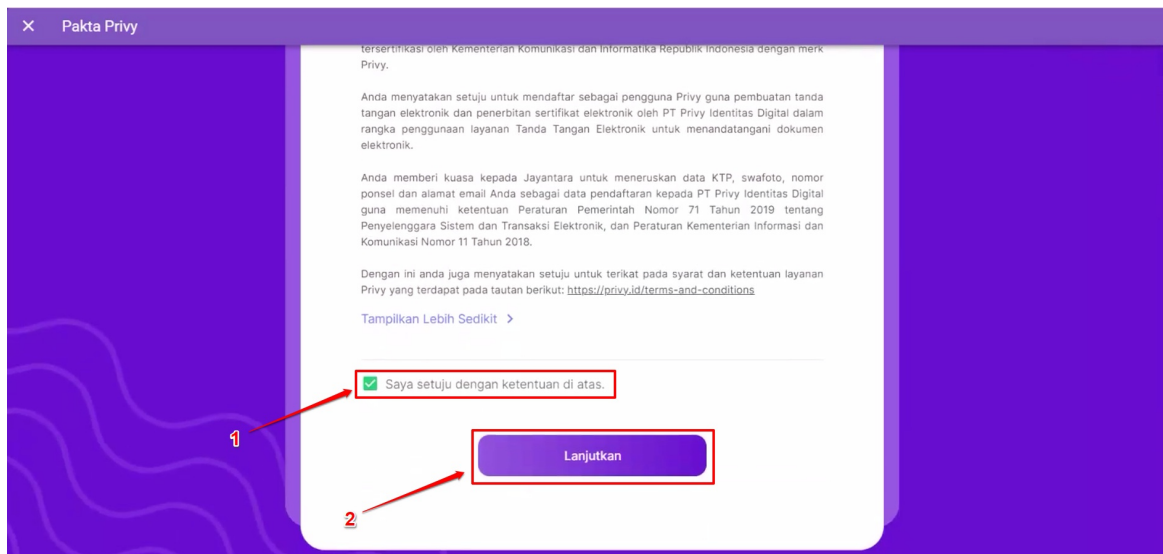 Pakta Privy
tersertifikasi oleh Kementerian Komunikasi dan Informatika Republik Indonesia dengan merk
Privy.
Anda menyatakan setuju untuk mendaftar sebagai pengguna Privy guna pembuatan tanda
tangan elektronik dan penerbitan sertifikat elektronik oleh PT Privy Identitas Digital dalam
rangka penggunaan layanan Tanda Tangan Elektronik untuk menandatangani dokumen
elektronik.
Anda memberi kuasa kepada Jayantara untuk meneruskan data KTP, swafoto, nomor
ponsel dan alamat email Anda sebagai data pendaftaran kepada PT Privy Identitas Digital
guna memenuhi ketentuan Peraturan Pemerintah Nomor 71 Tahun 2019 tentang
Penyelenggara Sistem dan Transaksi Elektronik, dan Peraturan Kementerian Informasi dan
Komunikasi Nomor 11 Tahun 2018.
Dengan ini anda juga menyatakan setuju untuk terikat pada syarat dan ketentuan layanan
Privy yang terdapat pada tautan berikut: https://privy.id/terms-and-conditions
Tampilkan Lebih Sedikit
Saya setuju dengan ketentuan di atas.
1
Lanjutkan
2